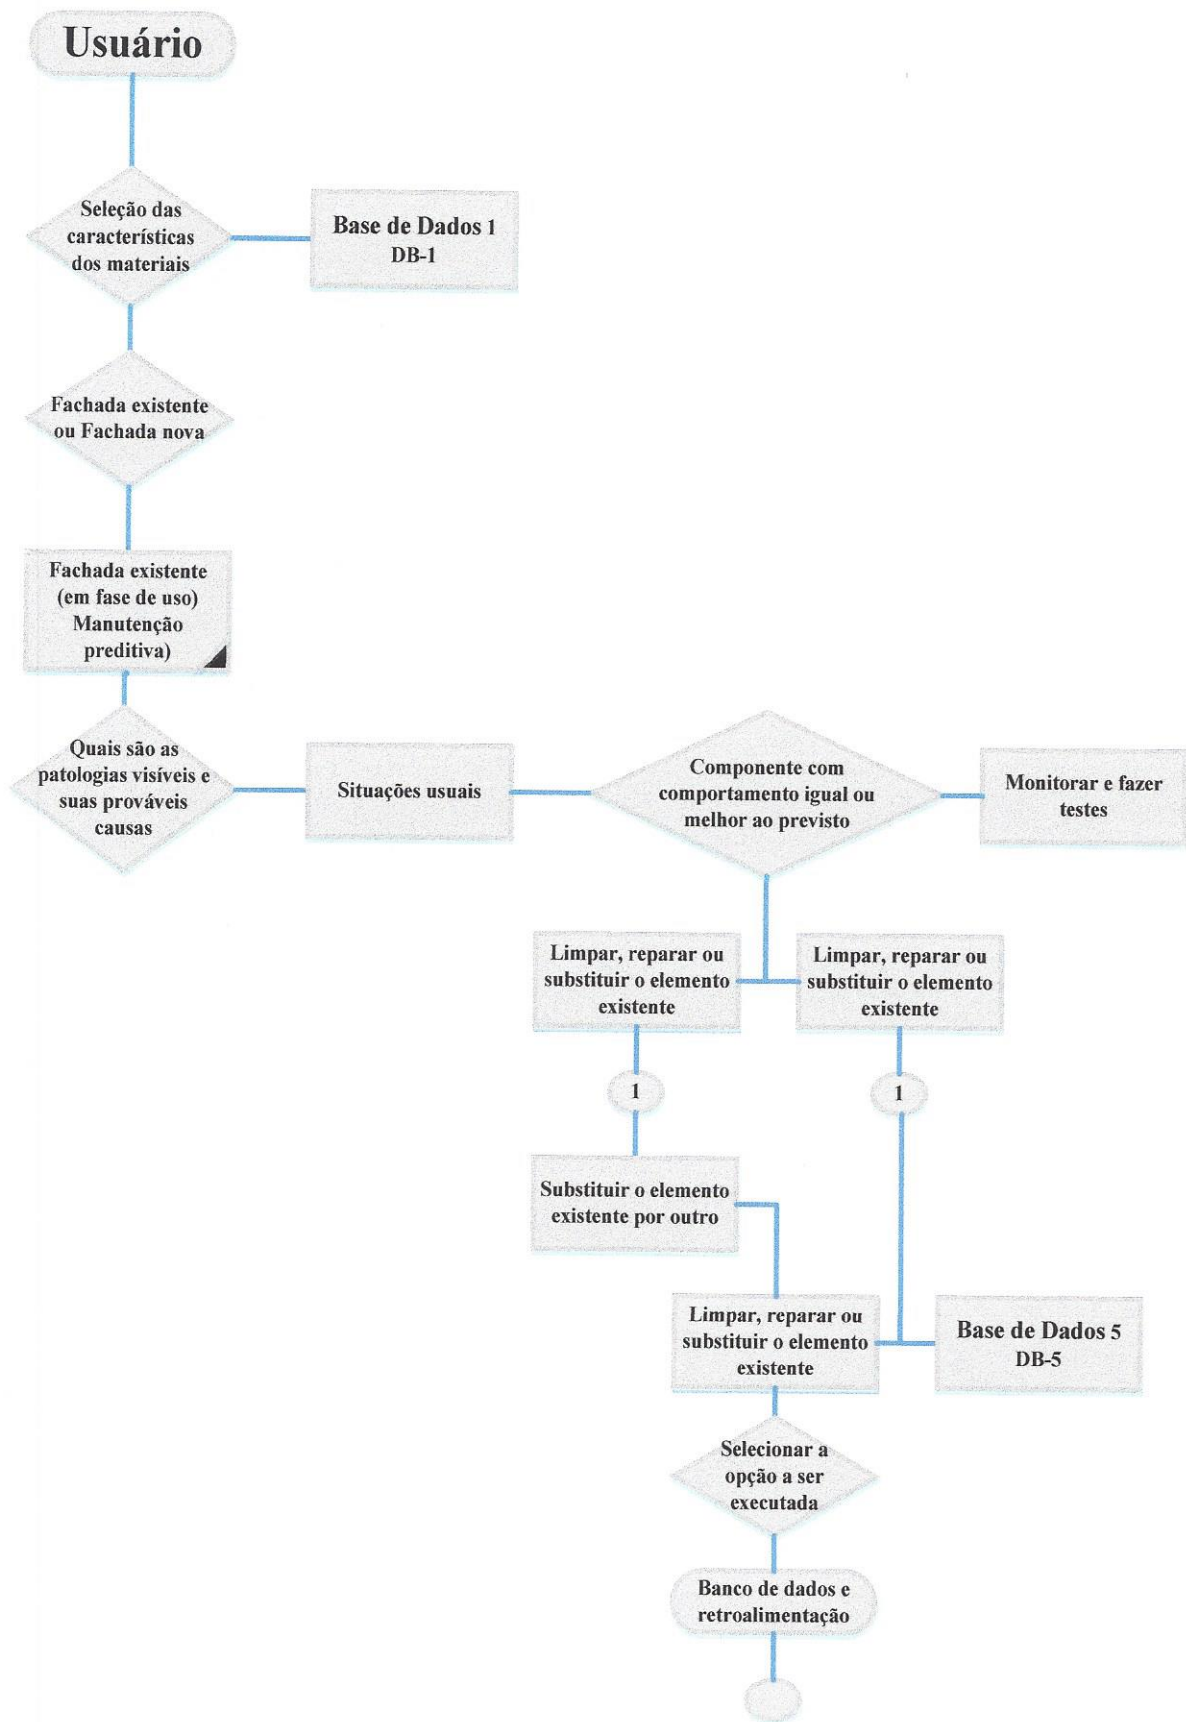 Usuário
Seleção das
características
dos materiais
Base de Dados 1
DB-1
Fachada existente
ou Fachada nova
Fachada existente
(em fase de uso)
Manutenção
preditiva)
Quais são as
patologias visíveis e
suas prováveis
causas
Situações usuais
Componente com
comportamento igual ou
melhor ao previsto
Monitorar e fazer
testes
Limpar, reparar ou
substituir o elemento
existente
Limpar, reparar ou
substituir o elemento
existente
1
1
Substituir o elemento
existente por outro
Limpar, reparar ou
substituir o elemento
existente
Base de Dados 5
DB-5
Selecionar a
opção a ser
executada
Banco de dados e
retroalimentação